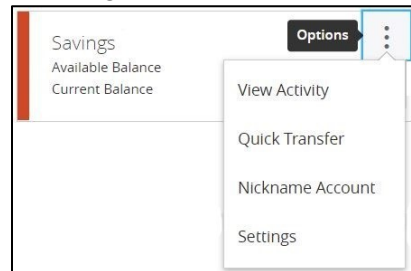 Savings
Options
Available Balance
Current Balance
View Activity
Quick Transfer
Nickname Account
Settings